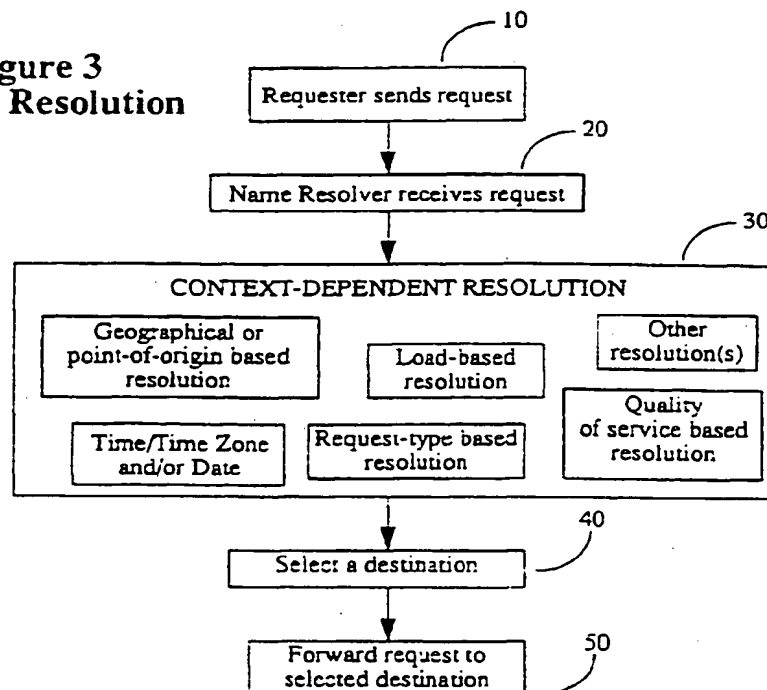 gure 3
Resolution
10
Requester sends request
20
Name Resolver receives request
30
CONTEXT-DEPENDENT RESOLUTION
Geographical or
point-of-origin based
resolution
Load-based
resolution
Other
resolution(s)
Time/Time Zone
and/or Date
Request-type based
resolution
Quality
of service based
resolution
40
Select a destination
50
Forward request to
selected destination